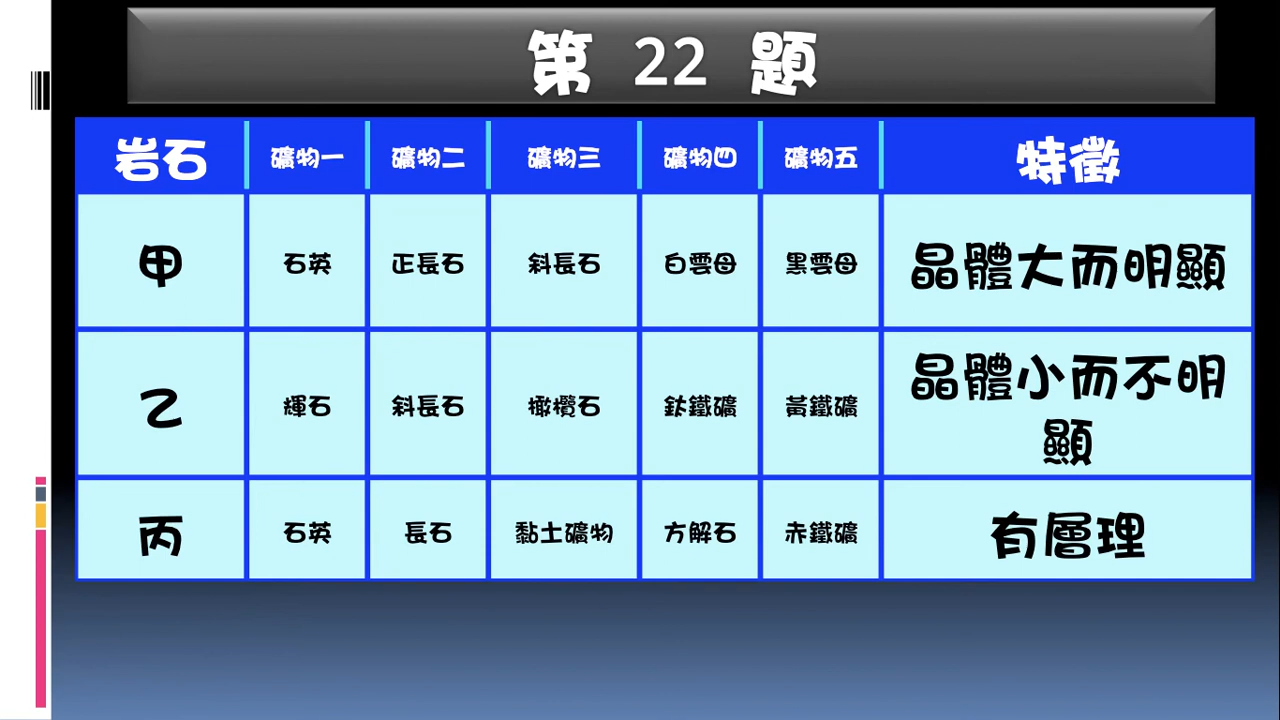 第 22 題
岩石 礦物一 礦物二 礦物三 礦物四 礦物五 特徵
甲 石英 正長石 斜長石 白雲母 黑雲母 晶體大而明顯
乙 輝石 斜長石 橄欖石 鈦鐵礦 黃鐵礦 晶體小而不明
顯
丙 石英 長石 黏土礦物 方解石 赤鐵礦 有層理